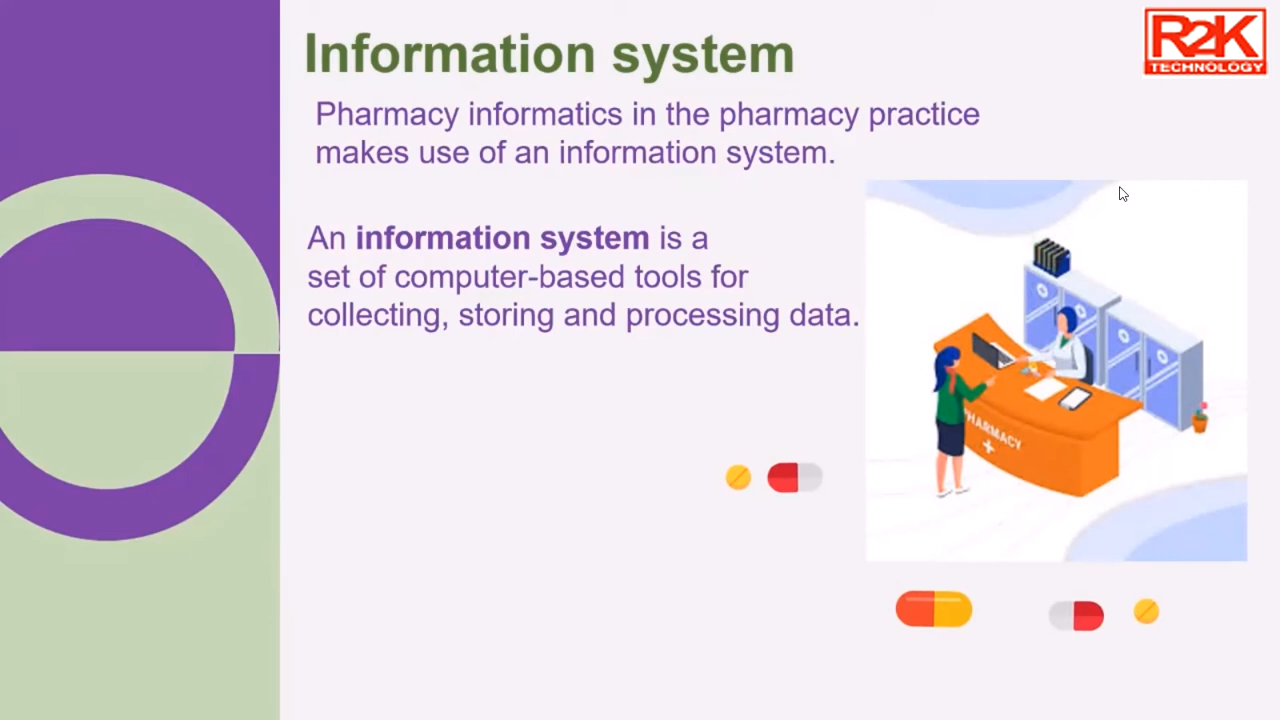 Information system
R2K
TECHNOLOGY
Pharmacy informatics in the pharmacy practice
makes use of an information system.
An information system is a
set of computer-based tools for
collecting, storing and processing data.
PHARMACY